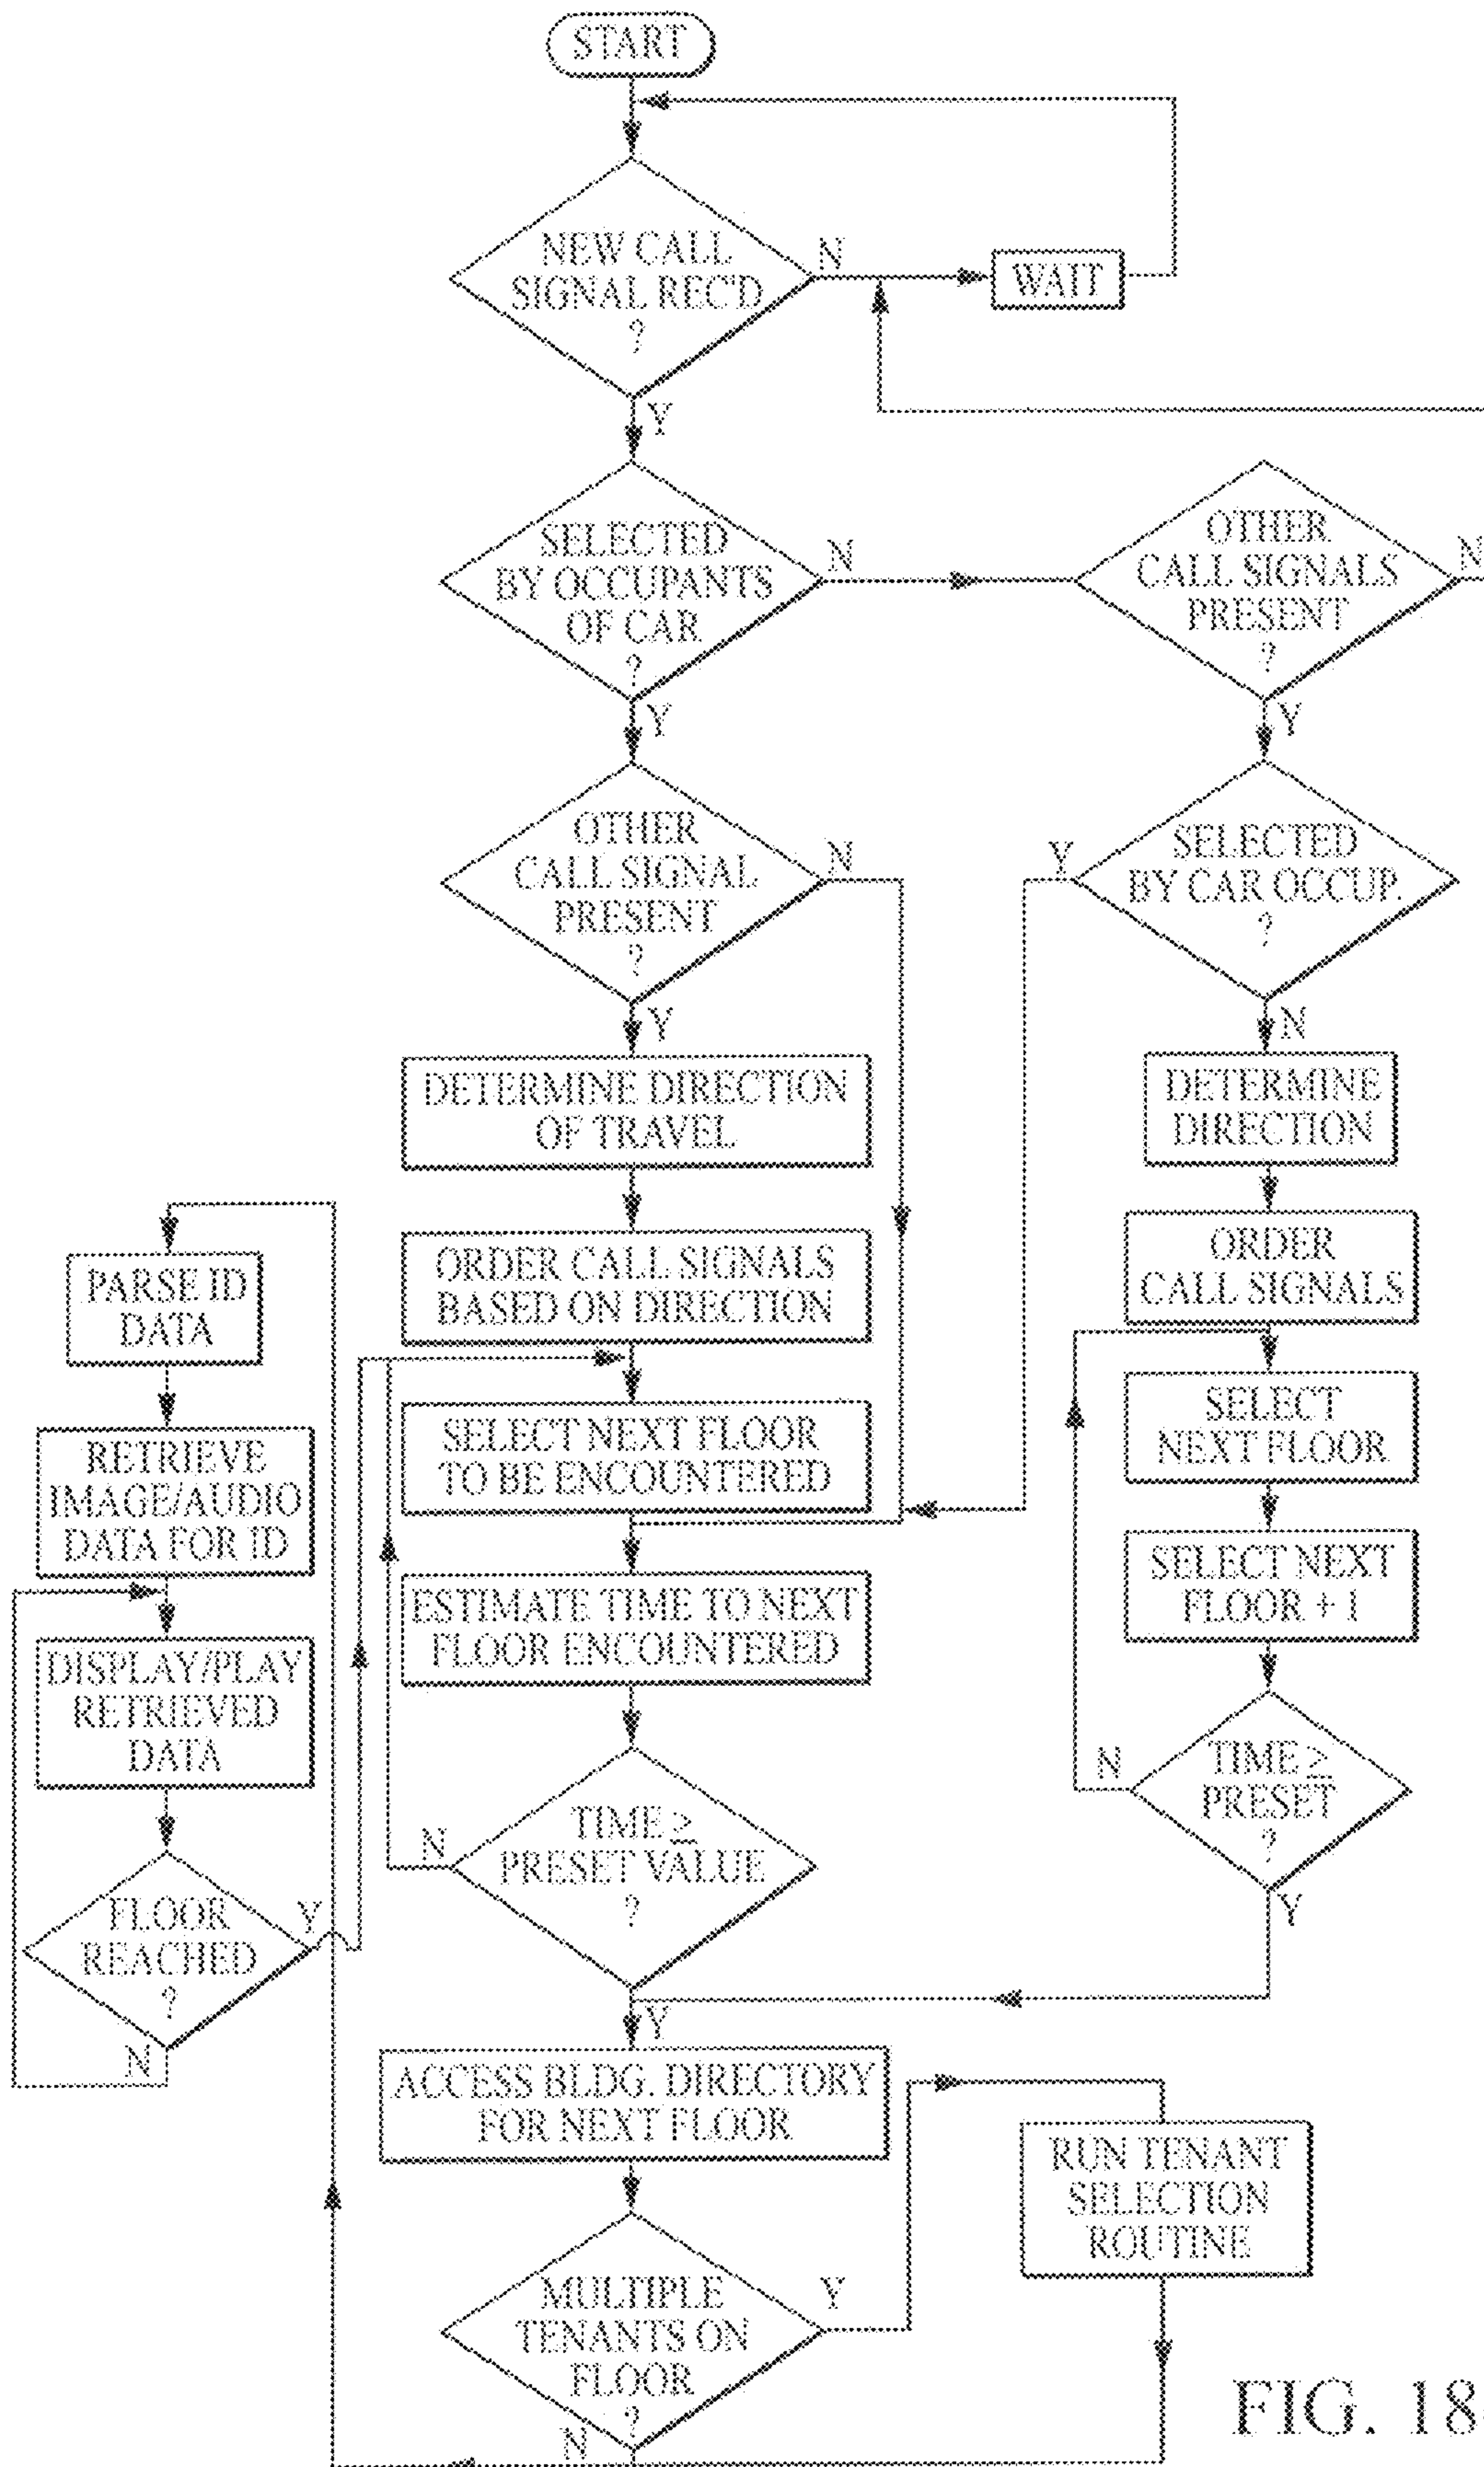 START
NEW CALL
SIGNAL REC'D
?
N
WAIT
Y
SELECTED
BY OCCUPANTS
OF CAR
?
N
OTHER
CALL SIGNALS
PRESENT
?
N
Y
Y
OTHER
CALL SIGNAL
PRESENT
?
N
Y
SELECTED
BY CAR OCCUP.
?
Y
N
DETERMINE DIRECTION
OF TRAVEL
DETERMINE
DIRECTION
ORDER CALL SIGNALS
BASED ON DIRECTION
ORDER
CALL SIGNALS
PARSE ID
DATA
SELECT NEXT FLOOR
TO BE ENCOUNTERED
SELECT
NEXT FLOOR
RETRIEVE
IMAGE/AUDIO
DATA FOR ID
ESTIMATE TIME TO NEXT
FLOOR ENCOUNTERED
SELECT NEXT
FLOOR + 1
DISPLAY/PLAY
RETRIEVED
DATA
TIME ≥
PRESET VALUE
?
N
Y
TIME ≥
PRESET
?
N
Y
FLOOR
REACHED
?
Y
N
ACCESS BLDG. DIRECTORY
FOR NEXT FLOOR
RUN TENANT
SELECTION
ROUTINE
MULTIPLE
TENANTS ON
FLOOR
?
Y
N
FIG. 18